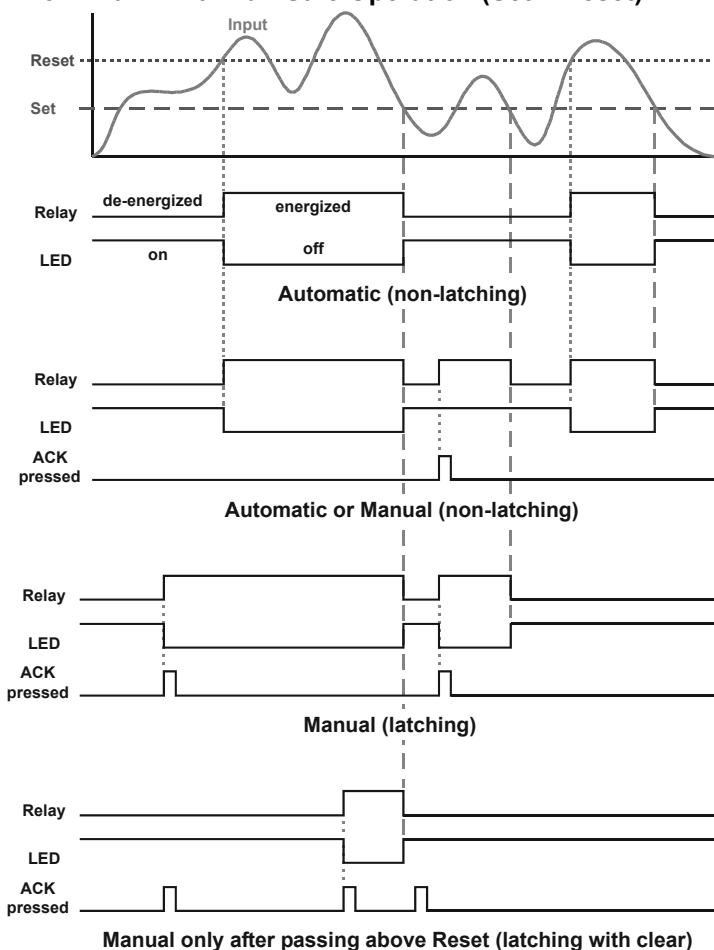 Input
Reset
Set
Relay de-energized energized
LED on off
Automatic (non-latching)
Relay
LED
ACK
pressed
Automatic or Manual (non-latching)
Relay
LED
ACK
pressed
Manual (latching)
Relay
LED
ACK
pressed
Manual only after passing above Reset (latching with clear)